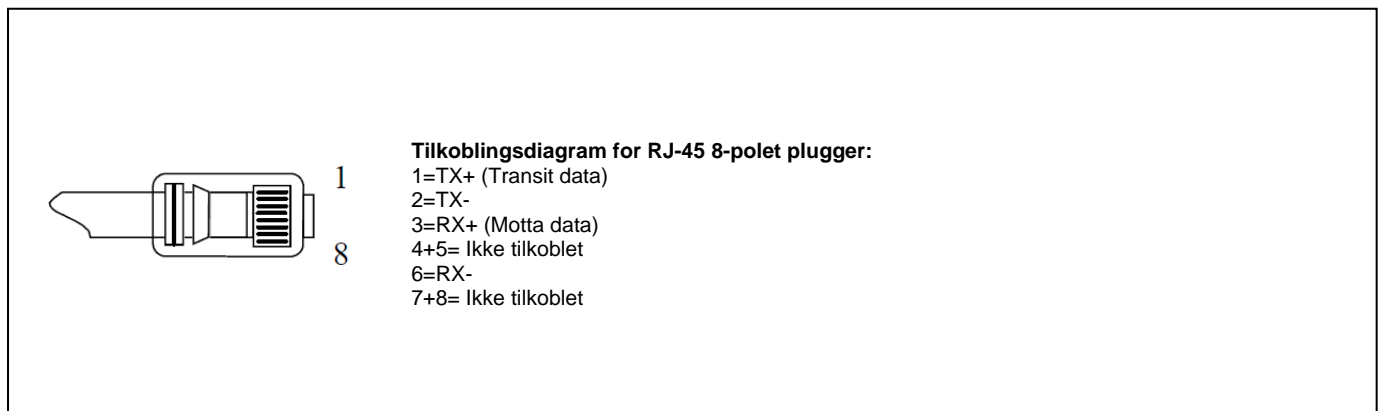 Tilkoblingsdiagram for RJ-45 8-polet plugger:
1=TX+ (Transit data)
2=TX-
3=RX+ (Motta data)
4+5= Ikke tilkoblet
6=RX-
7+8= Ikke tilkoblet
1
8